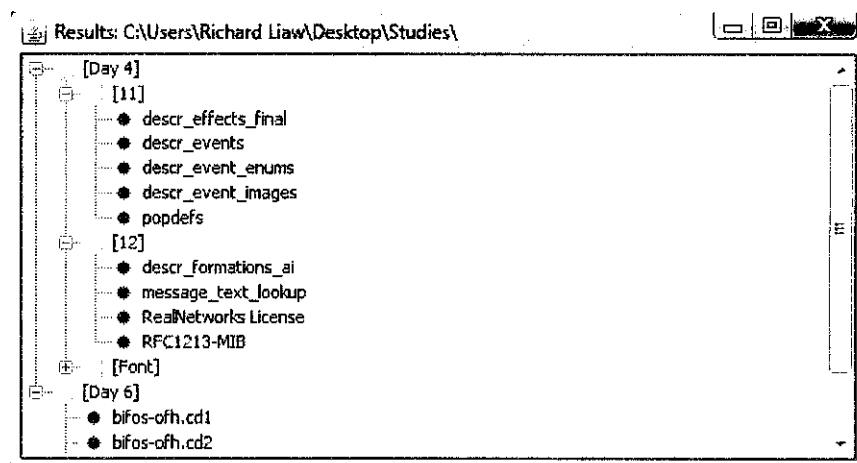 Results: C:\Users\Richard Liaw\Desktop\Studies\
[Day 4]
[11]
descr_effects_final
descr_events
descr_event_enums
descr_event_images
popdefs
[12]
descr_formations_ai
message_text_lookup
RealNetworks License
RFC1213-MIB
[Font]
[Day 6]
bifos-ofh.cd1
bifos-ofh.cd2